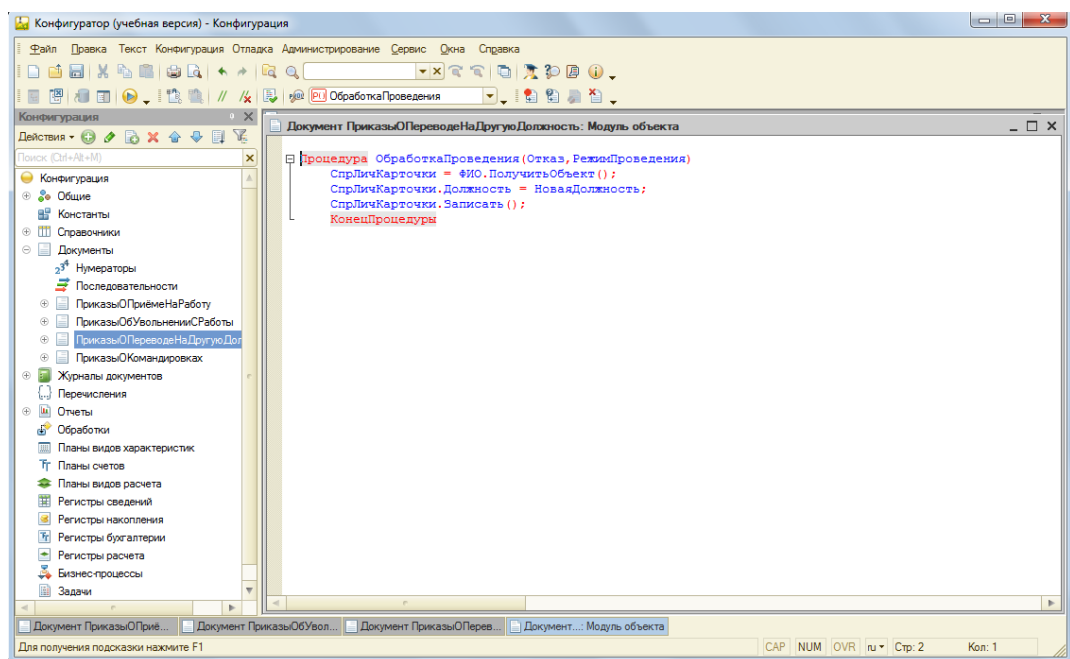 Конфигуратор (учебная версия) - Конфигурация
Файл Правка Текст Конфигурация Отладка Администрирование Сервис Окна Справка
ОбработкаПроведения
Конфигурация
Действия
Поиск (Ctrl+Alt+M)
Конфигурация
Общие
Константы
Справочники
Документы
Нумераторы
Последовательности
ПриказыОПриёмеНаРаботу
ПриказыОбУвольненииСРаботы
ПриказыОПереводеНаДругуюДол
ПриказыОКомандировках
Журналы документов
Перечисления
Отчеты
Обработки
Планы видов характеристик
Планы счетов
Планы видов расчета
Регистры сведений
Регистры накопления
Регистры бухгалтерии
Регистры расчета
Бизнес-процессы
Задачи
Документ ПриказыОПереводеНаДругуюДолжность: Модуль объекта
Процедура ОбработкаПроведения(Отказ,РежимПроведения)
СпрЛичКарточки = ФИО.ПолучитьОбъект();
СпрЛичКарточки.Должность = НоваяДолжность;
СпрЛичКарточки.Записать();
КонецПроцедуры
Документ ПриказыОПриё... Документ ПриказыОбУвол... Документ ПриказыОПерев... Документ...: Модуль объекта
Для получения подсказки нажмите F1 CAP NUM OVR ru Стр: 2 Кол: 1